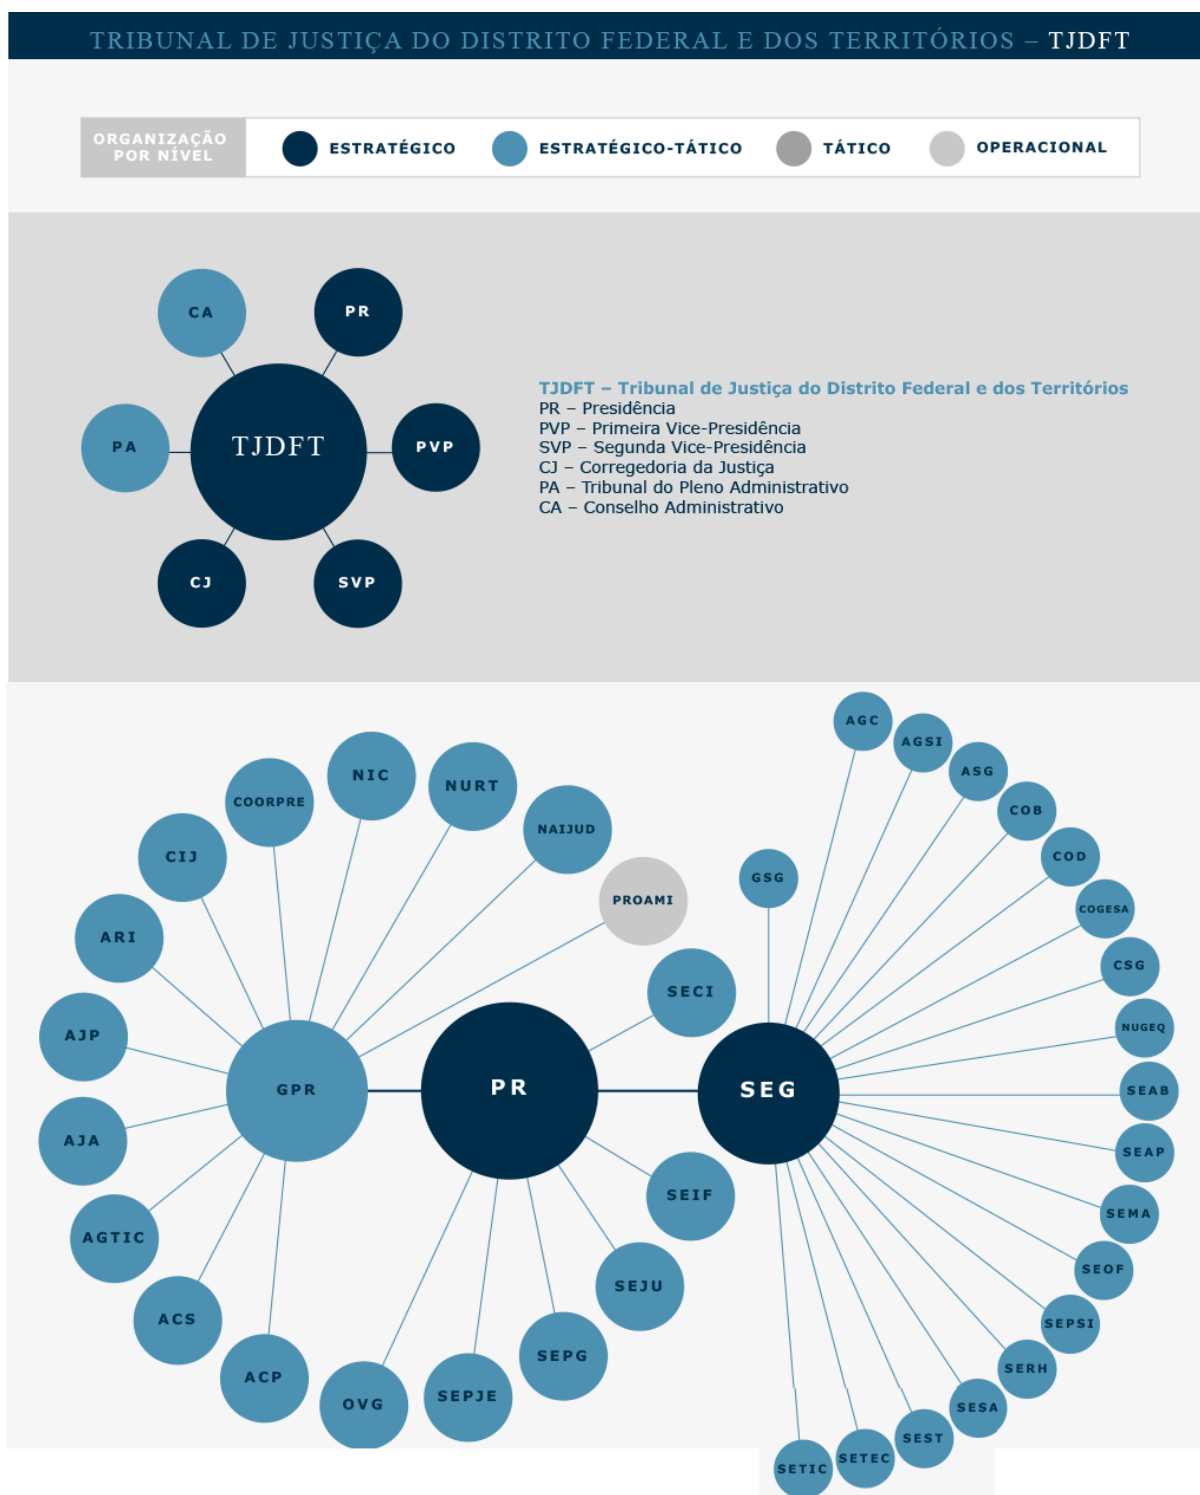 TRIBUNAL DE JUSTIÇA DO DISTRITO FEDERAL E DOS TERRITÓRIOS – TJDFT
ORGANIZAÇÃO
POR NÍVEL
ESTRATÉGICO
ESTRATÉGICO-TÁTICO
TÁTICO
OPERACIONAL
CA
PR
PA
TJDFT
PVP
CJ
SVP
TJDFT – Tribunal de Justiça do Distrito Federal e dos Territórios
PR – Presidência
PVP – Primeira Vice-Presidência
SVP – Segunda Vice-Presidência
CJ – Corregedoria da Justiça
PA – Tribunal do Pleno Administrativo
CA – Conselho Administrativo
NIC
NURT
COORPRE
NAIJUD
CIJ
PROAMI
ARI
SECI
AJP
GPR
PR
AJA
SEIF
AGTIC
SEJU
ACS
SEPG
ACP
SEPJE
OVG
AGC
AGSI
ASG
COB
COD
GSG
COGESA
CSG
NUGEQ
SEG
SEAB
SEAP
SEMA
SEOF
SEPSI
SERH
SESA
SEST
SETEC
SETIC